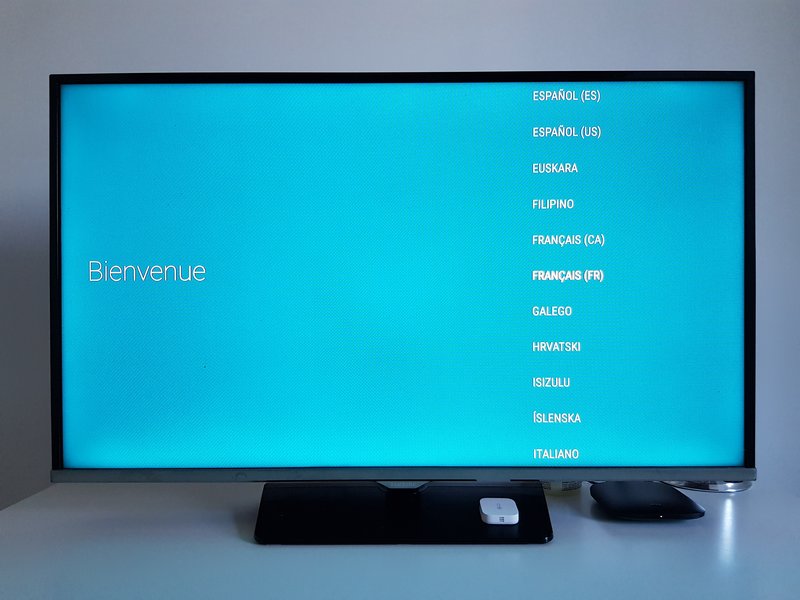 Bienvenue
ESPAÑOL (ES)
ESPAÑOL (US)
EUSKARA
FILIPINO
FRANÇAIS (CA)
FRANÇAIS (FR)
GALEGO
HRVATSKI
ISIZULU
ÍSLENSKA
ITALIANO